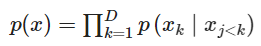 p(x) = ∏_{k=1}^{D} p(x_k | x_{j<k})